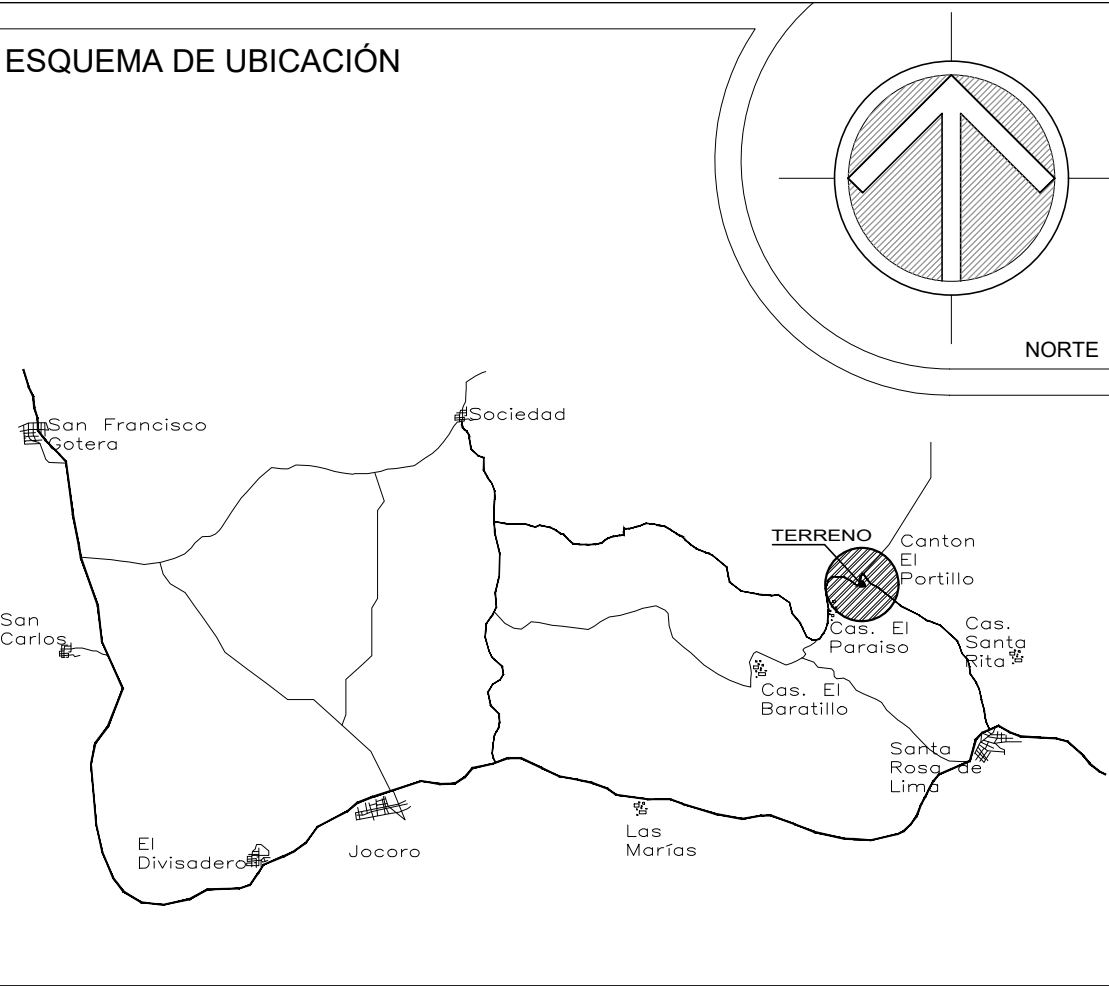 ESQUEMA DE UBICACIÓN
NORTE
San Francisco
Gotera
Sociedad
TERRENO
Canton
El
Portillo
San
Carlos
Cas. El
Paraiso
Cas.
Santa
Rita
Cas. El
Baratillo
Santa
Rosa de
Lima
El
Divisadero
Jocoro
Las
Marías